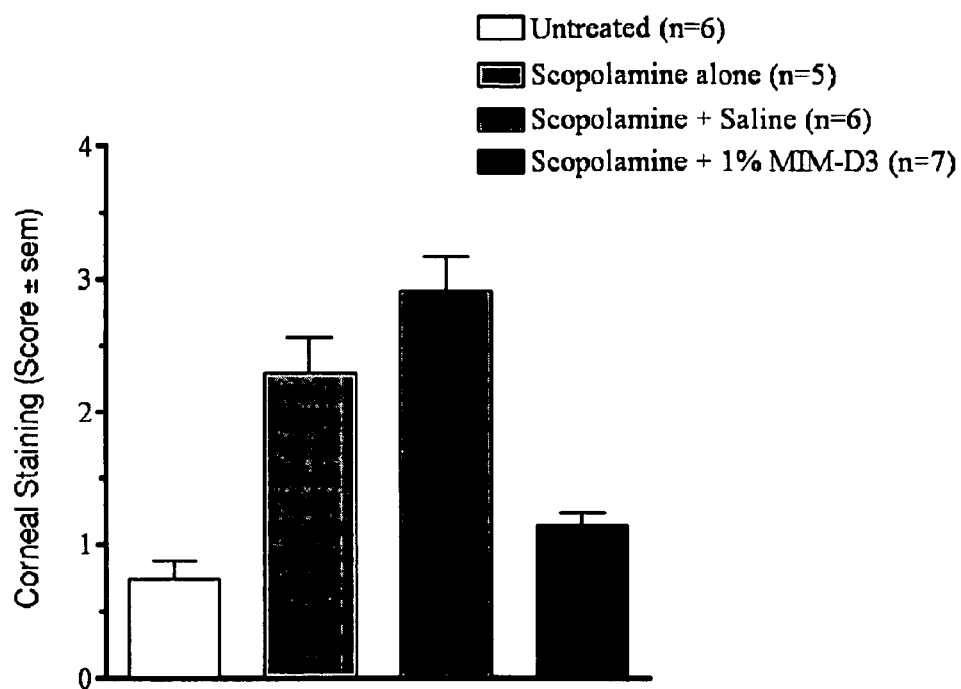 Untreated (n=6)
Scopolamine alone (n=5)
Scopolamine + Saline (n=6)
Scopolamine + 1% MIM-D3 (n=7)
Corneal Staining (Score ± sem)
4
3
2
1
0